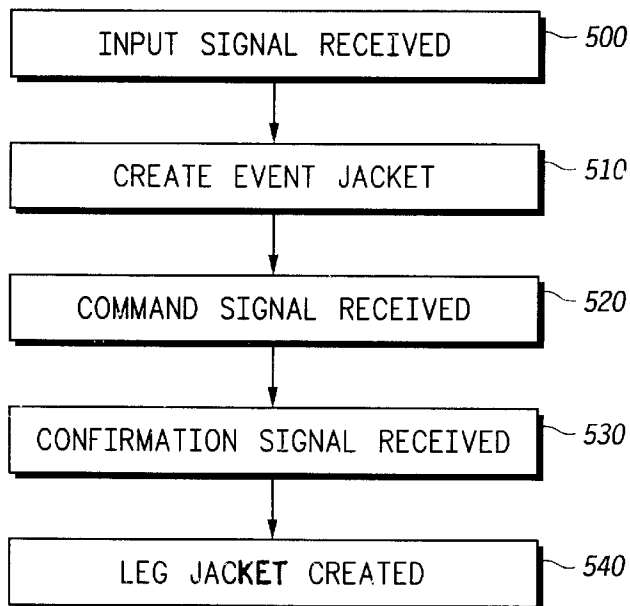 INPUT SIGNAL RECEIVED 500
CREATE EVENT JACKET 510
COMMAND SIGNAL RECEIVED 520
CONFIRMATION SIGNAL RECEIVED 530
LEG JACKET CREATED 540